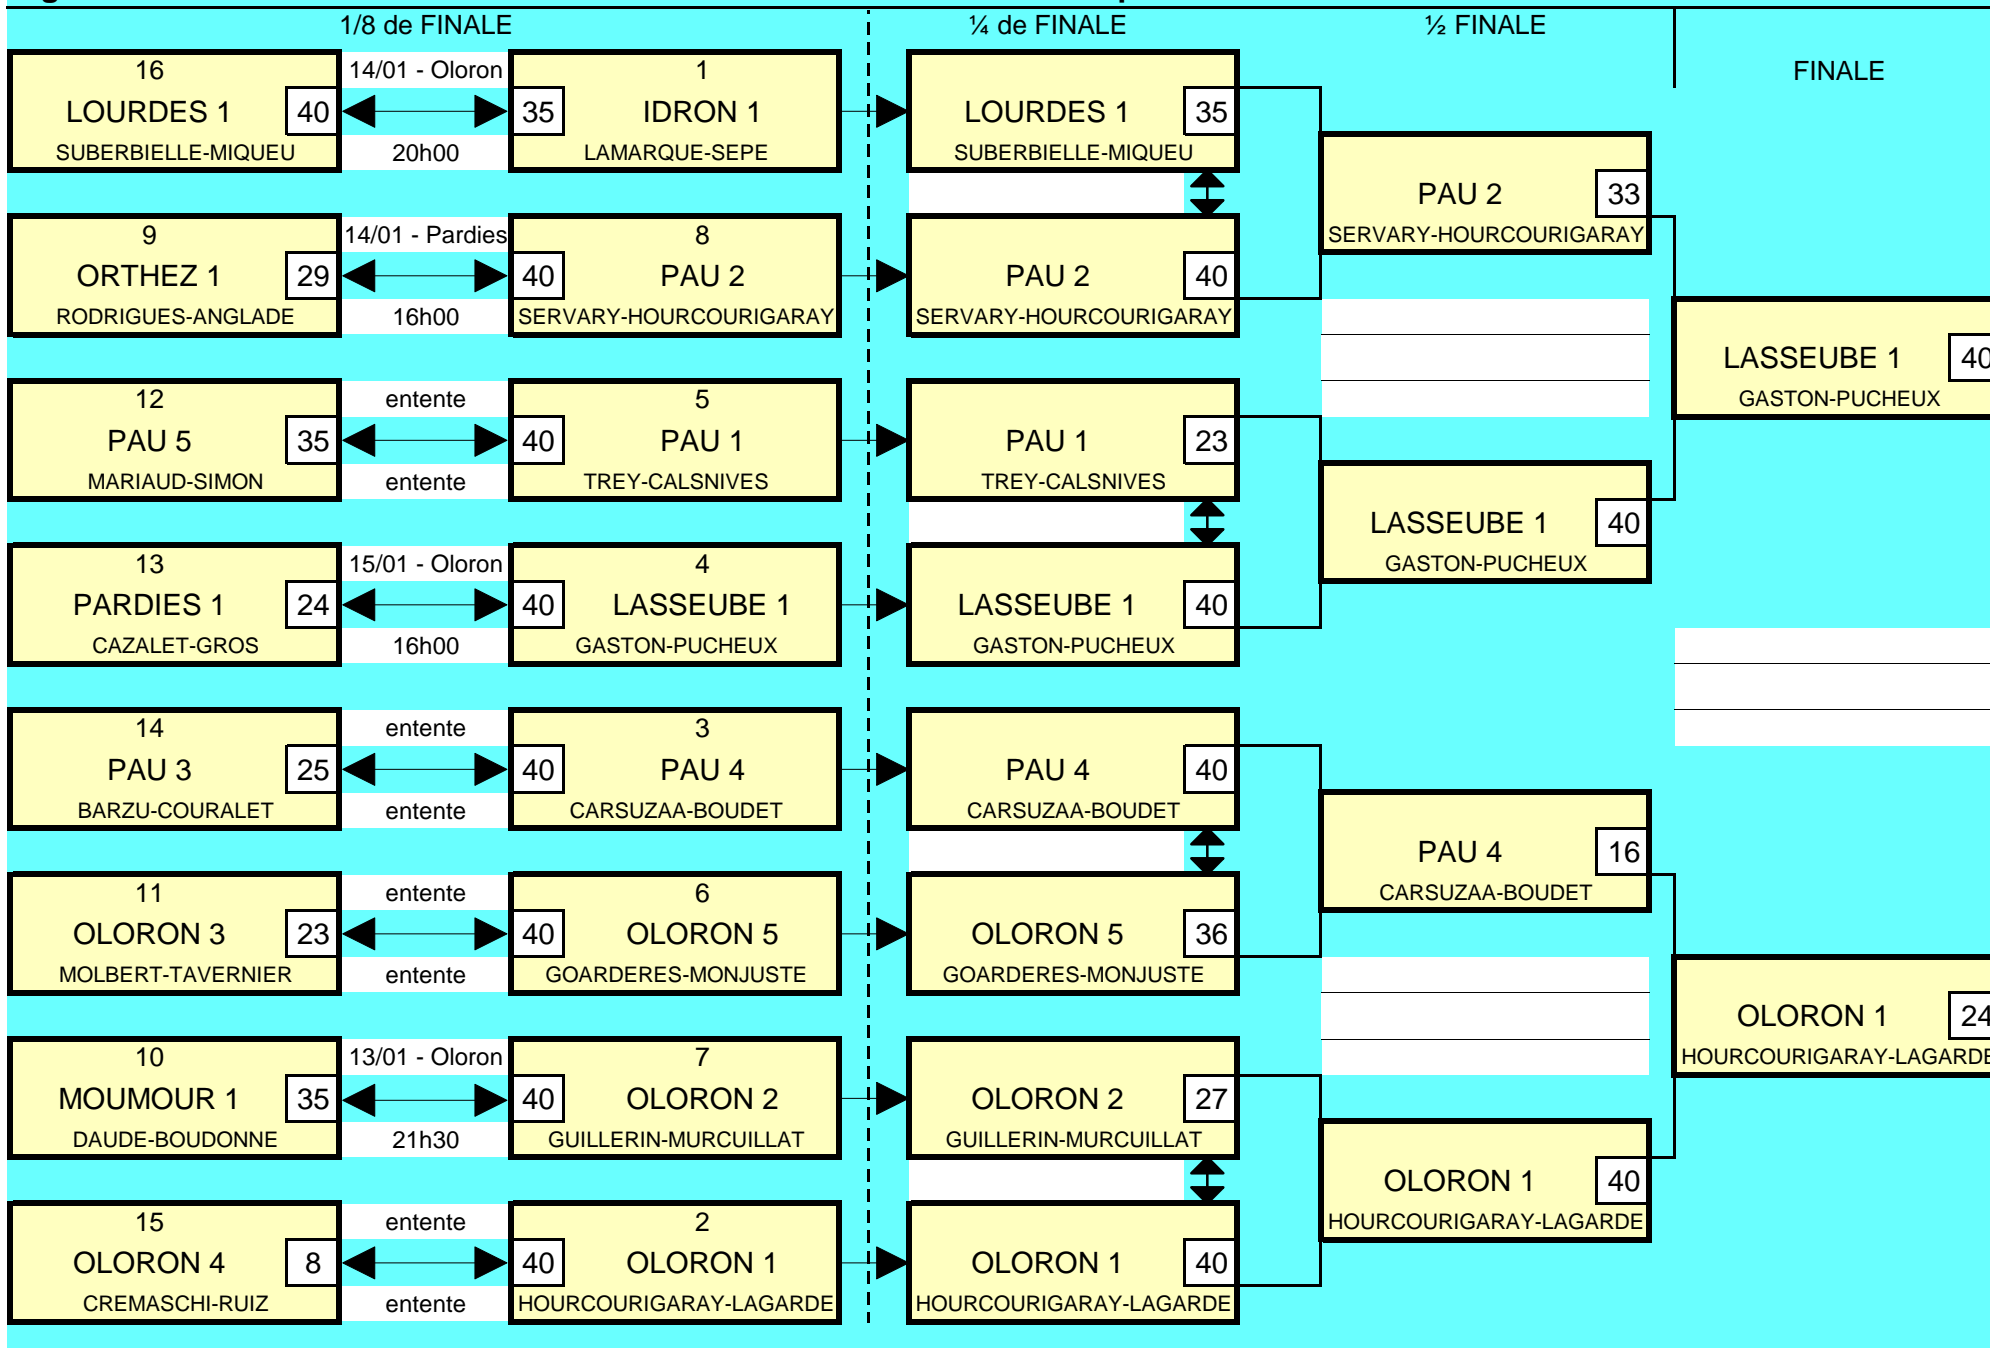 1/8 de FINALE
¼ de FINALE
½ FINALE
FINALE
16
14/01 - Oloron
1
LOURDES 1
40
35
IDRON 1
LOURDES 1
35
SUBERBIELLE-MIQUEU
20h00
LAMARQUE-SEPE
SUBERBIELLE-MIQUEU
PAU 2
33
SERVARY-HOURCOURIGARAY
9
14/01 - Pardies
8
ORTHEZ 1
29
40
PAU 2
PAU 2
40
RODRIGUES-ANGLADE
16h00
SERVARY-HOURCOURIGARAY
SERVARY-HOURCOURIGARAY
LASSEUBE 1
40
GASTON-PUCHEUX
12
entente
5
PAU 5
35
40
PAU 1
PAU 1
23
MARIAUD-SIMON
entente
TREY-CALSNIVES
TREY-CALSNIVES
LASSEUBE 1
40
GASTON-PUCHEUX
13
15/01 - Oloron
4
PARDIES 1
24
40
LASSEUBE 1
LASSEUBE 1
40
CAZALET-GROS
16h00
GASTON-PUCHEUX
GASTON-PUCHEUX
14
entente
3
PAU 3
25
40
PAU 4
PAU 4
40
BARZU-COURALET
entente
CARSUZAA-BOUDET
CARSUZAA-BOUDET
PAU 4
16
CARSUZAA-BOUDET
11
entente
6
OLORON 3
23
40
OLORON 5
OLORON 5
36
MOLBERT-TAVERNIER
entente
GOARDERES-MONJUSTE
GOARDERES-MONJUSTE
OLORON 1
24
HOURCOURIGARAY-LAGARDE
10
13/01 - Oloron
7
MOUMOUR 1
35
40
OLORON 2
OLORON 2
27
DAUDE-BOUDONNE
21h30
GUILLERIN-MURCUILLAT
GUILLERIN-MURCUILLAT
OLORON 1
40
HOURCOURIGARAY-LAGARDE
15
entente
2
OLORON 4
8
40
OLORON 1
OLORON 1
40
CREMASCHI-RUIZ
entente
HOURCOURIGARAY-LAGARDE
HOURCOURIGARAY-LAGARDE